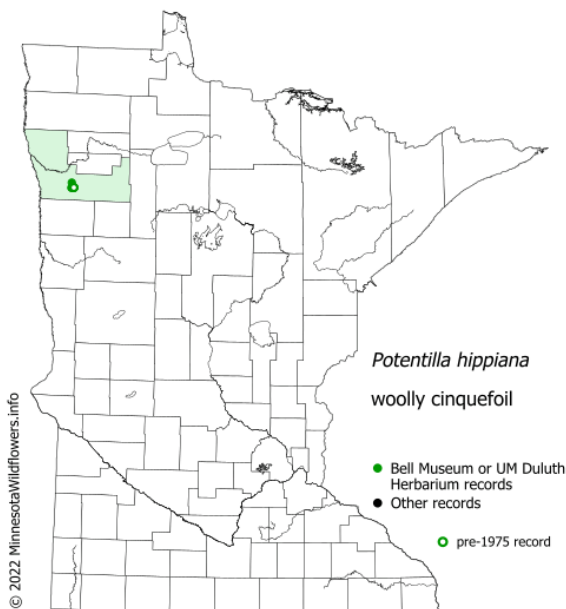 Potentilla hippiana
woolly cinquefoil
Bell Museum or UM Duluth
Herbarium records
Other records
pre-1975 record
© 2022 MinnesotaWildflowers.info